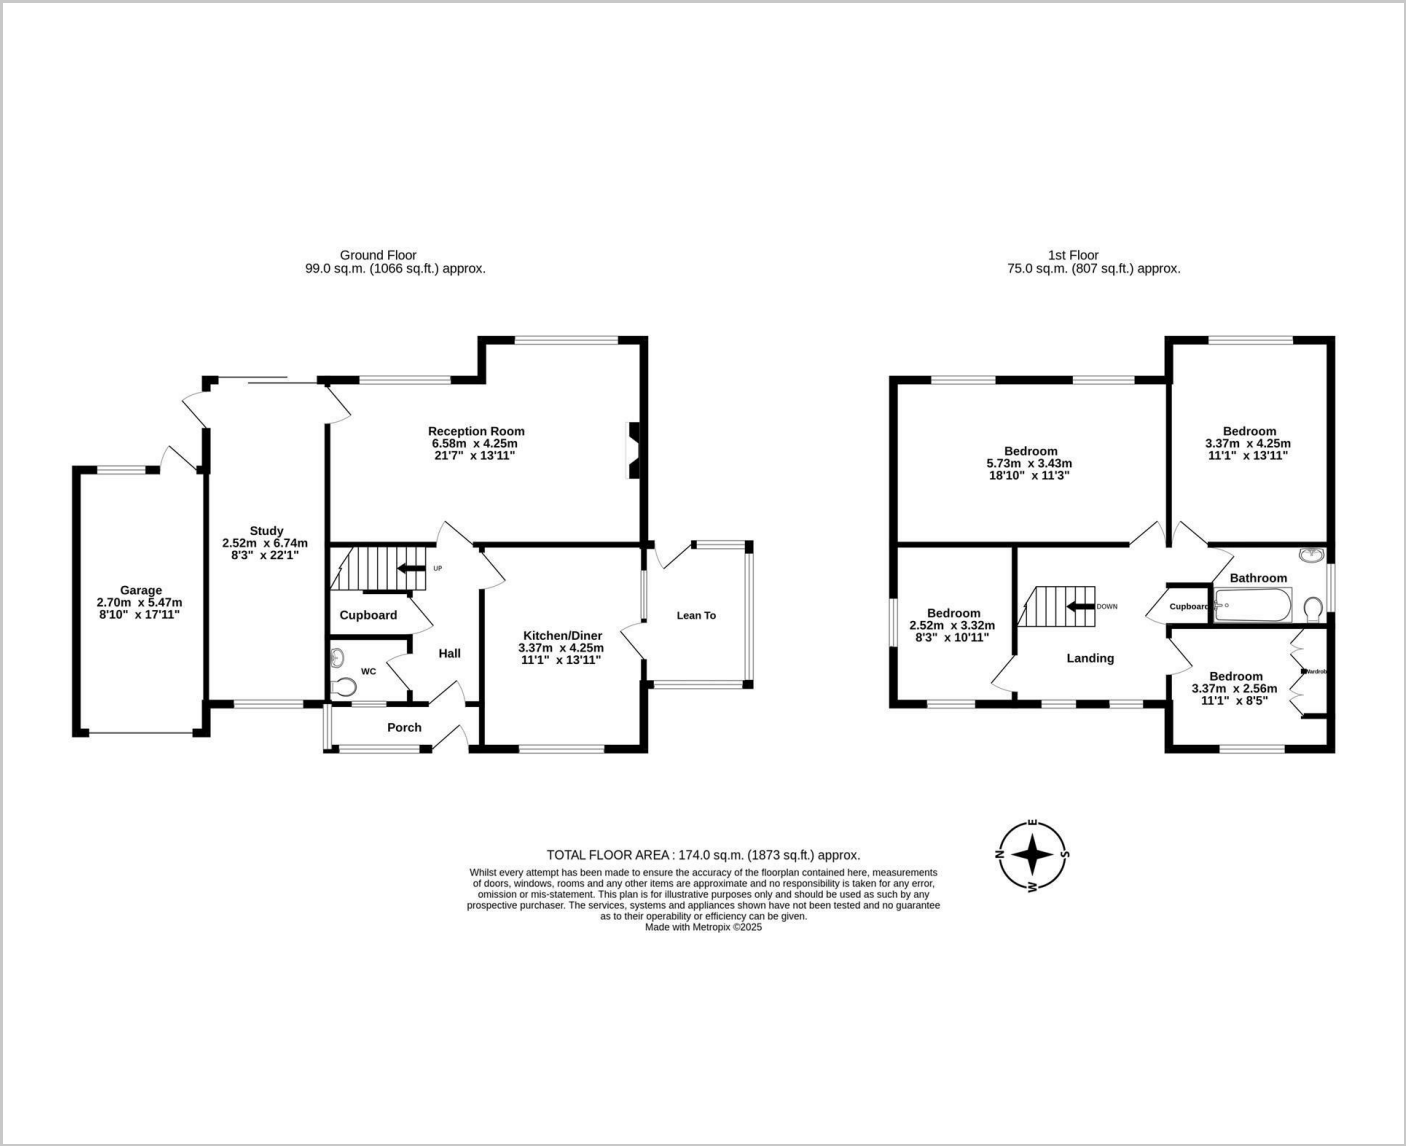 Ground Floor
99.0 sq.m. (1066 sq.ft.) approx.
Reception Room
6.58m x 4.25m
21'7" x 13'11"
Study
2.52m x 6.74m
8'3" x 22'1"
Garage
2.70m x 5.47m
8'10" x 17'11"
UP
Cupboard
WC
Hall
Porch
Kitchen/Diner
3.37m x 4.25m
11'1" x 13'11"
Lean To
1st Floor
75.0 sq.m. (807 sq.ft.) approx.
Bedroom
5.73m x 3.43m
18'10" x 11'3"
Bedroom
3.37m x 4.25m
11'1" x 13'11"
Bedroom
2.52m x 3.32m
8'3" x 10'11"
DOWN
Landing
Cupboard
Bathroom
Bedroom
3.37m x 2.56m
11'1" x 8'5"
E
N
S
W
TOTAL FLOOR AREA : 174.0 sq.m. (1873 sq.ft.) approx.
Whilst every attempt has been made to ensure the accuracy of the floorplan contained here, measurements
of doors, windows, rooms and any other items are approximate and no responsibility is taken for any error,
omission or mis-statement. This plan is for illustrative purposes only and should be used as such by any
prospective purchaser. The services, systems and appliances shown have not been tested and no guarantee
as to their operability or efficiency can be given.
Made with Metropix ©2025